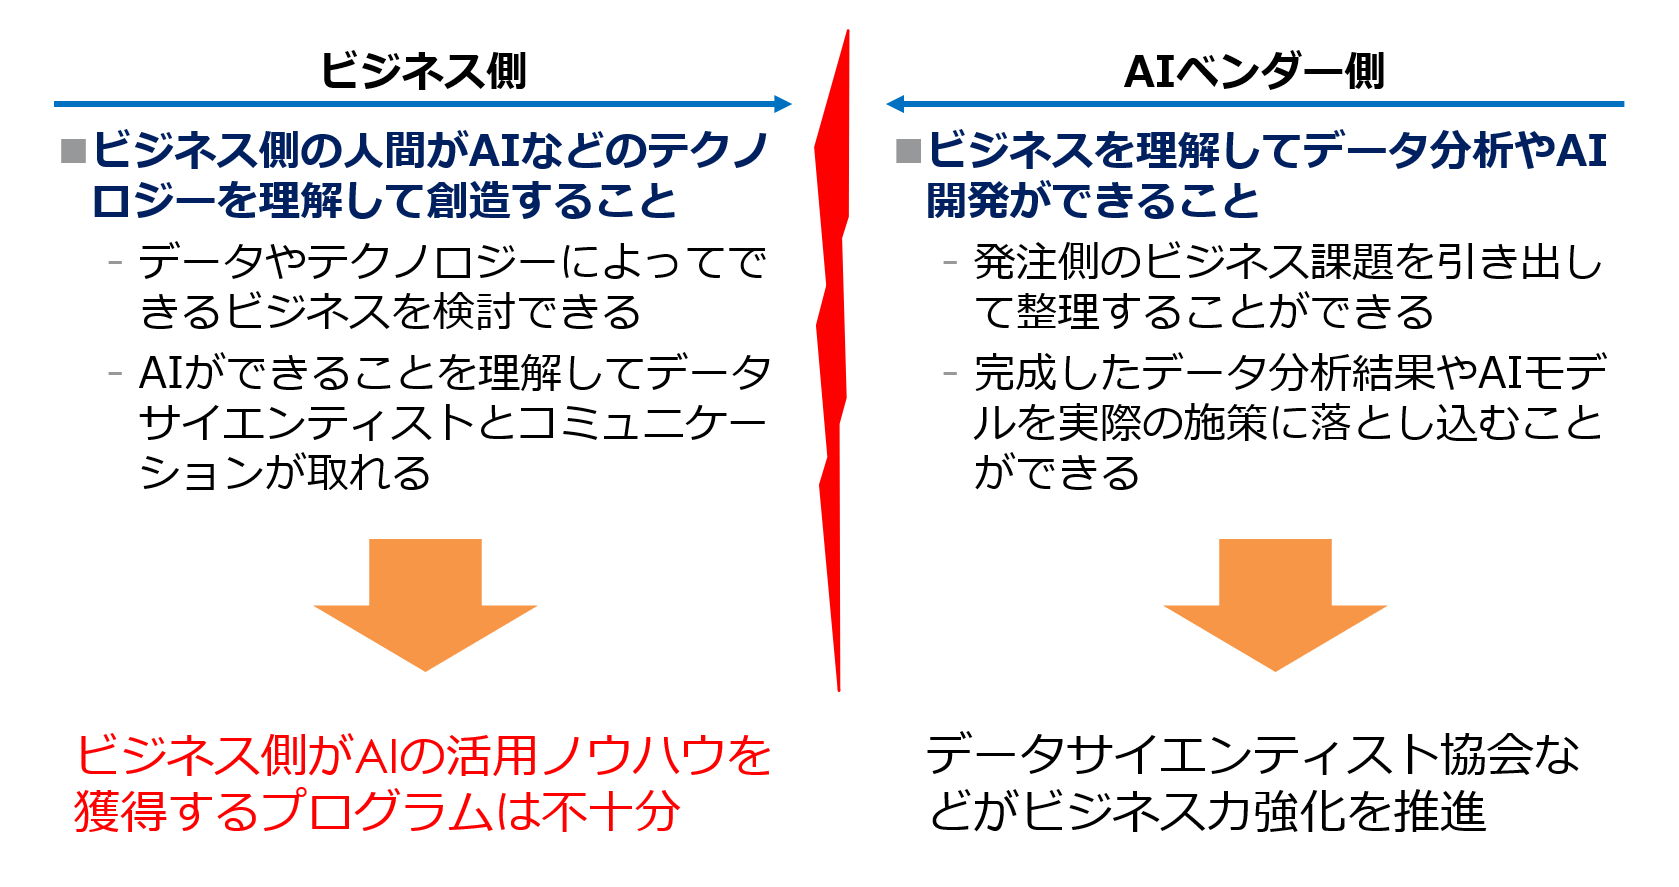 ビジネス側
■ビジネス側の人間がAIなどのテクノ
ロジーを理解して創造すること
- データやテクノロジーによってで
きるビジネスを検討できる
- AIができることを理解してデータ
サイエンティストとコミュニケー
ションが取れる
ビジネス側がAIの活用ノウハウを
獲得するプログラムは不十分
AIベンダー側
■ビジネスを理解してデータ分析やAI
開発ができること
- 発注側のビジネス課題を引き出し
て整理することができる
- 完成したデータ分析結果やAIモデ
ルを実際の施策に落とし込むこと
ができる
データサイエンティスト協会な
どがビジネス力強化を推進